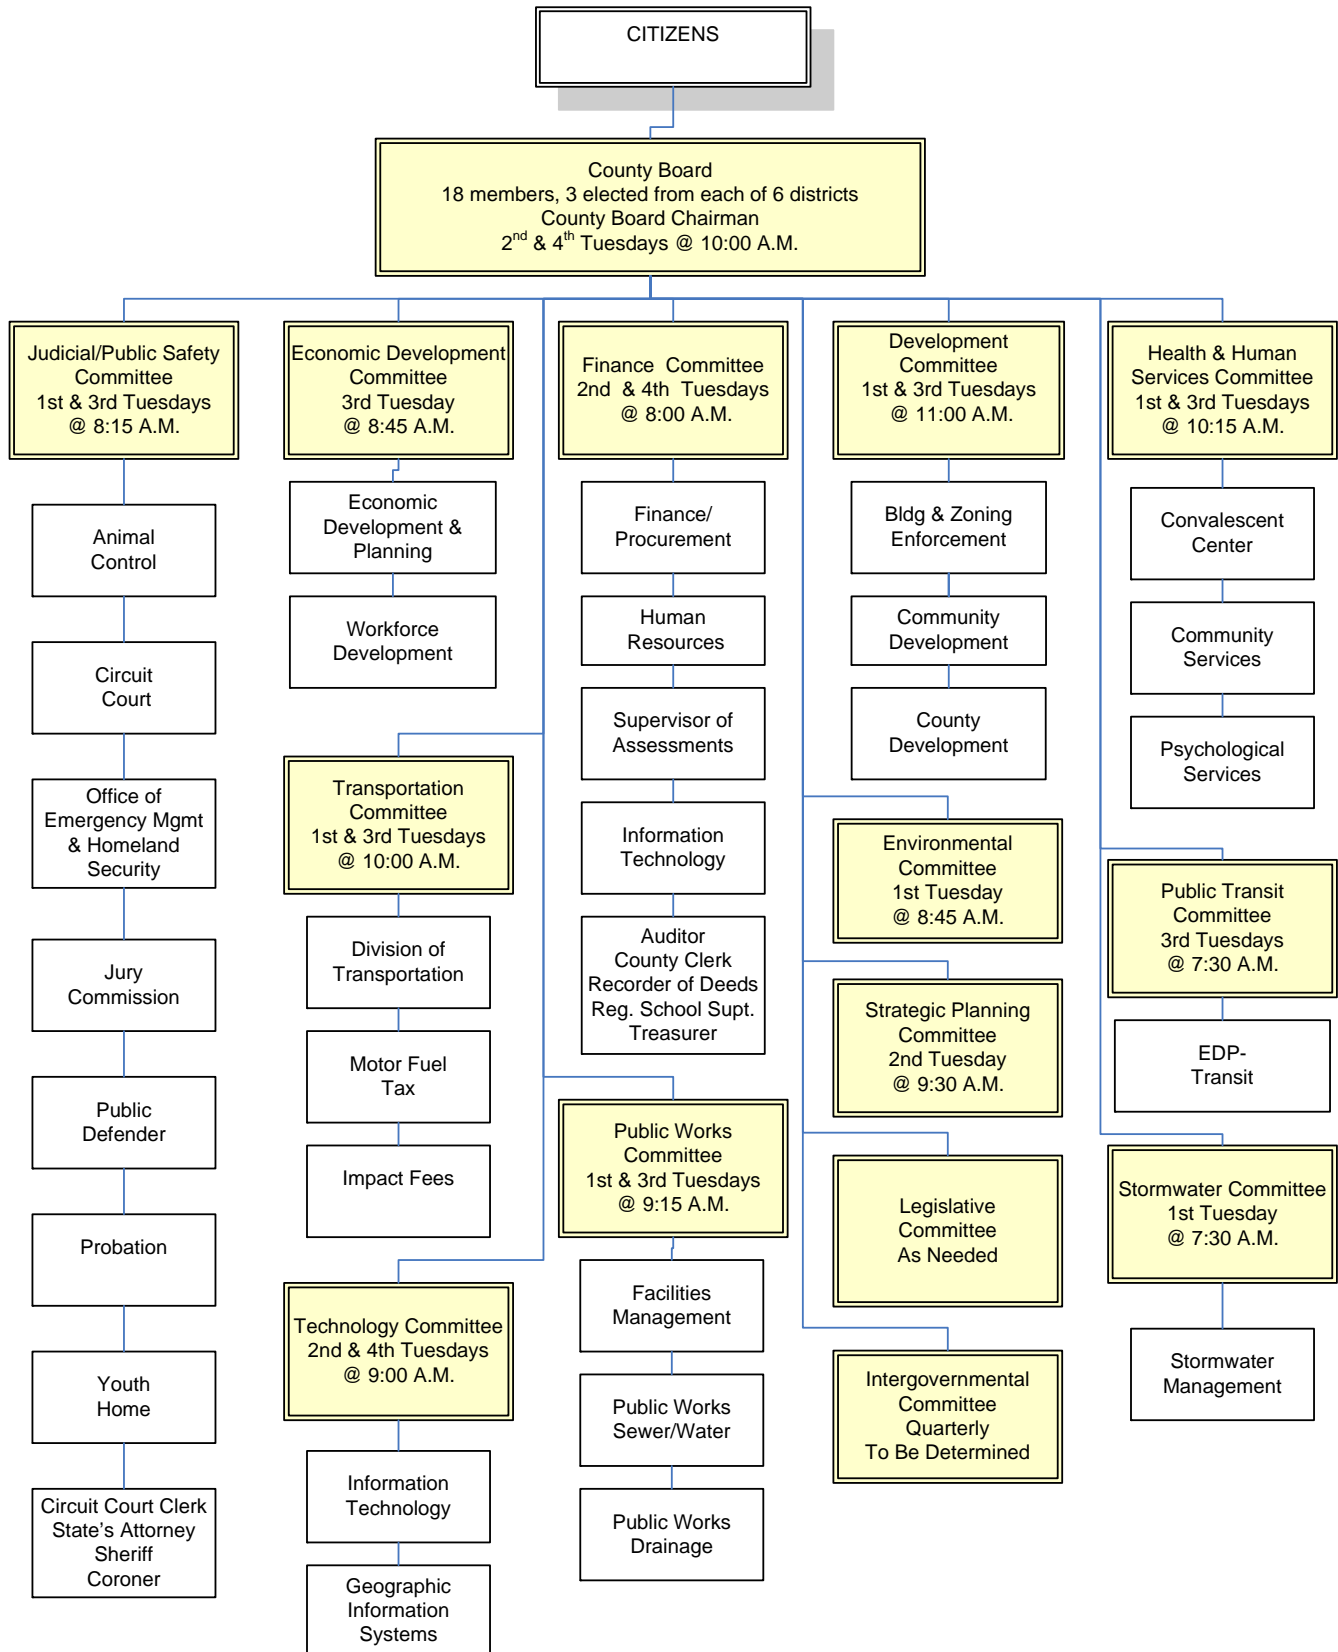 CITIZENS
County Board
18 members, 3 elected from each of 6 districts
County Board Chairman
2nd & 4th Tuesdays @ 10:00 A.M.
Judicial/Public Safety
Committee
1st & 3rd Tuesdays
@ 8:15 A.M.
Animal
Control
Circuit
Court
Office of
Emergency Mgmt
& Homeland
Security
Jury
Commission
Public
Defender
Probation
Youth
Home
Circuit Court Clerk
State's Attorney
Sheriff
Coroner
Economic Development
Committee
3rd Tuesday
@ 8:45 A.M.
Economic
Development &
Planning
Workforce
Development
Transportation
Committee
1st & 3rd Tuesdays
@ 10:00 A.M.
Division of
Transportation
Motor Fuel
Tax
Impact Fees
Technology Committee
2nd & 4th Tuesdays
@ 9:00 A.M.
Information
Technology
Geographic
Information
Systems
Finance Committee
2nd & 4th Tuesdays
@ 8:00 A.M.
Finance/
Procurement
Human
Resources
Supervisor of
Assessments
Information
Technology
Auditor
County Clerk
Recorder of Deeds
Reg. School Supt.
Treasurer
Public Works
Committee
1st & 3rd Tuesdays
@ 9:15 A.M.
Facilities
Management
Public Works
Sewer/Water
Public Works
Drainage
Development
Committee
1st & 3rd Tuesdays
@ 11:00 A.M.
Bldg & Zoning
Enforcement
Community
Development
County
Development
Environmental
Committee
1st Tuesday
@ 8:45 A.M.
Strategic Planning
Committee
2nd Tuesday
@ 9:30 A.M.
Legislative
Committee
As Needed
Intergovernmental
Committee
Quarterly
To Be Determined
Health & Human
Services Committee
1st & 3rd Tuesdays
@ 10:15 A.M.
Convalescent
Center
Community
Services
Psychological
Services
Public Transit
Committee
3rd Tuesdays
@ 7:30 A.M.
EDP-
Transit
Stormwater Committee
1st Tuesday
@ 7:30 A.M.
Stormwater
Management